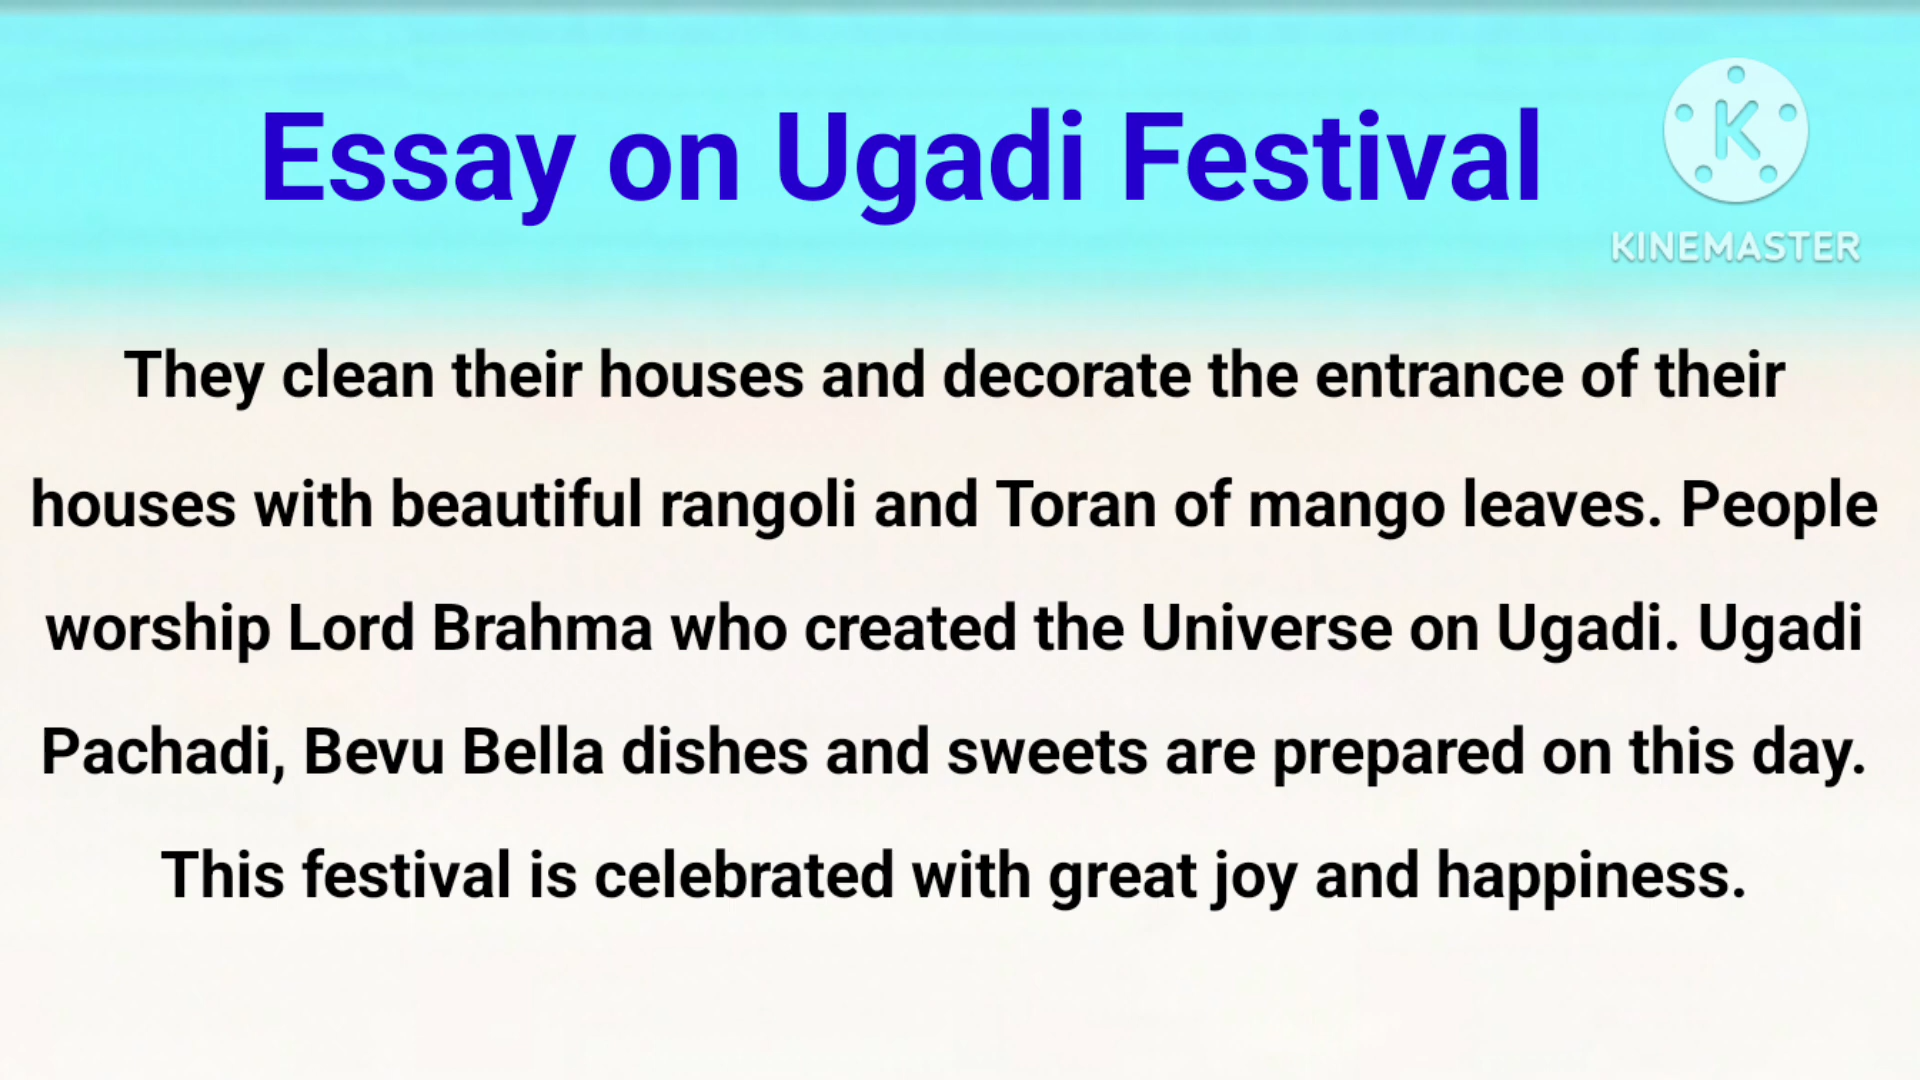 Essay on Ugadi Festival
KINEMASTER
They clean their houses and decorate the entrance of their
houses with beautiful rangoli and Toran of mango leaves. People
worship Lord Brahma who created the Universe on Ugadi. Ugadi
Pachadi, Bevu Bella dishes and sweets are prepared on this day.
This festival is celebrated with great joy and happiness.